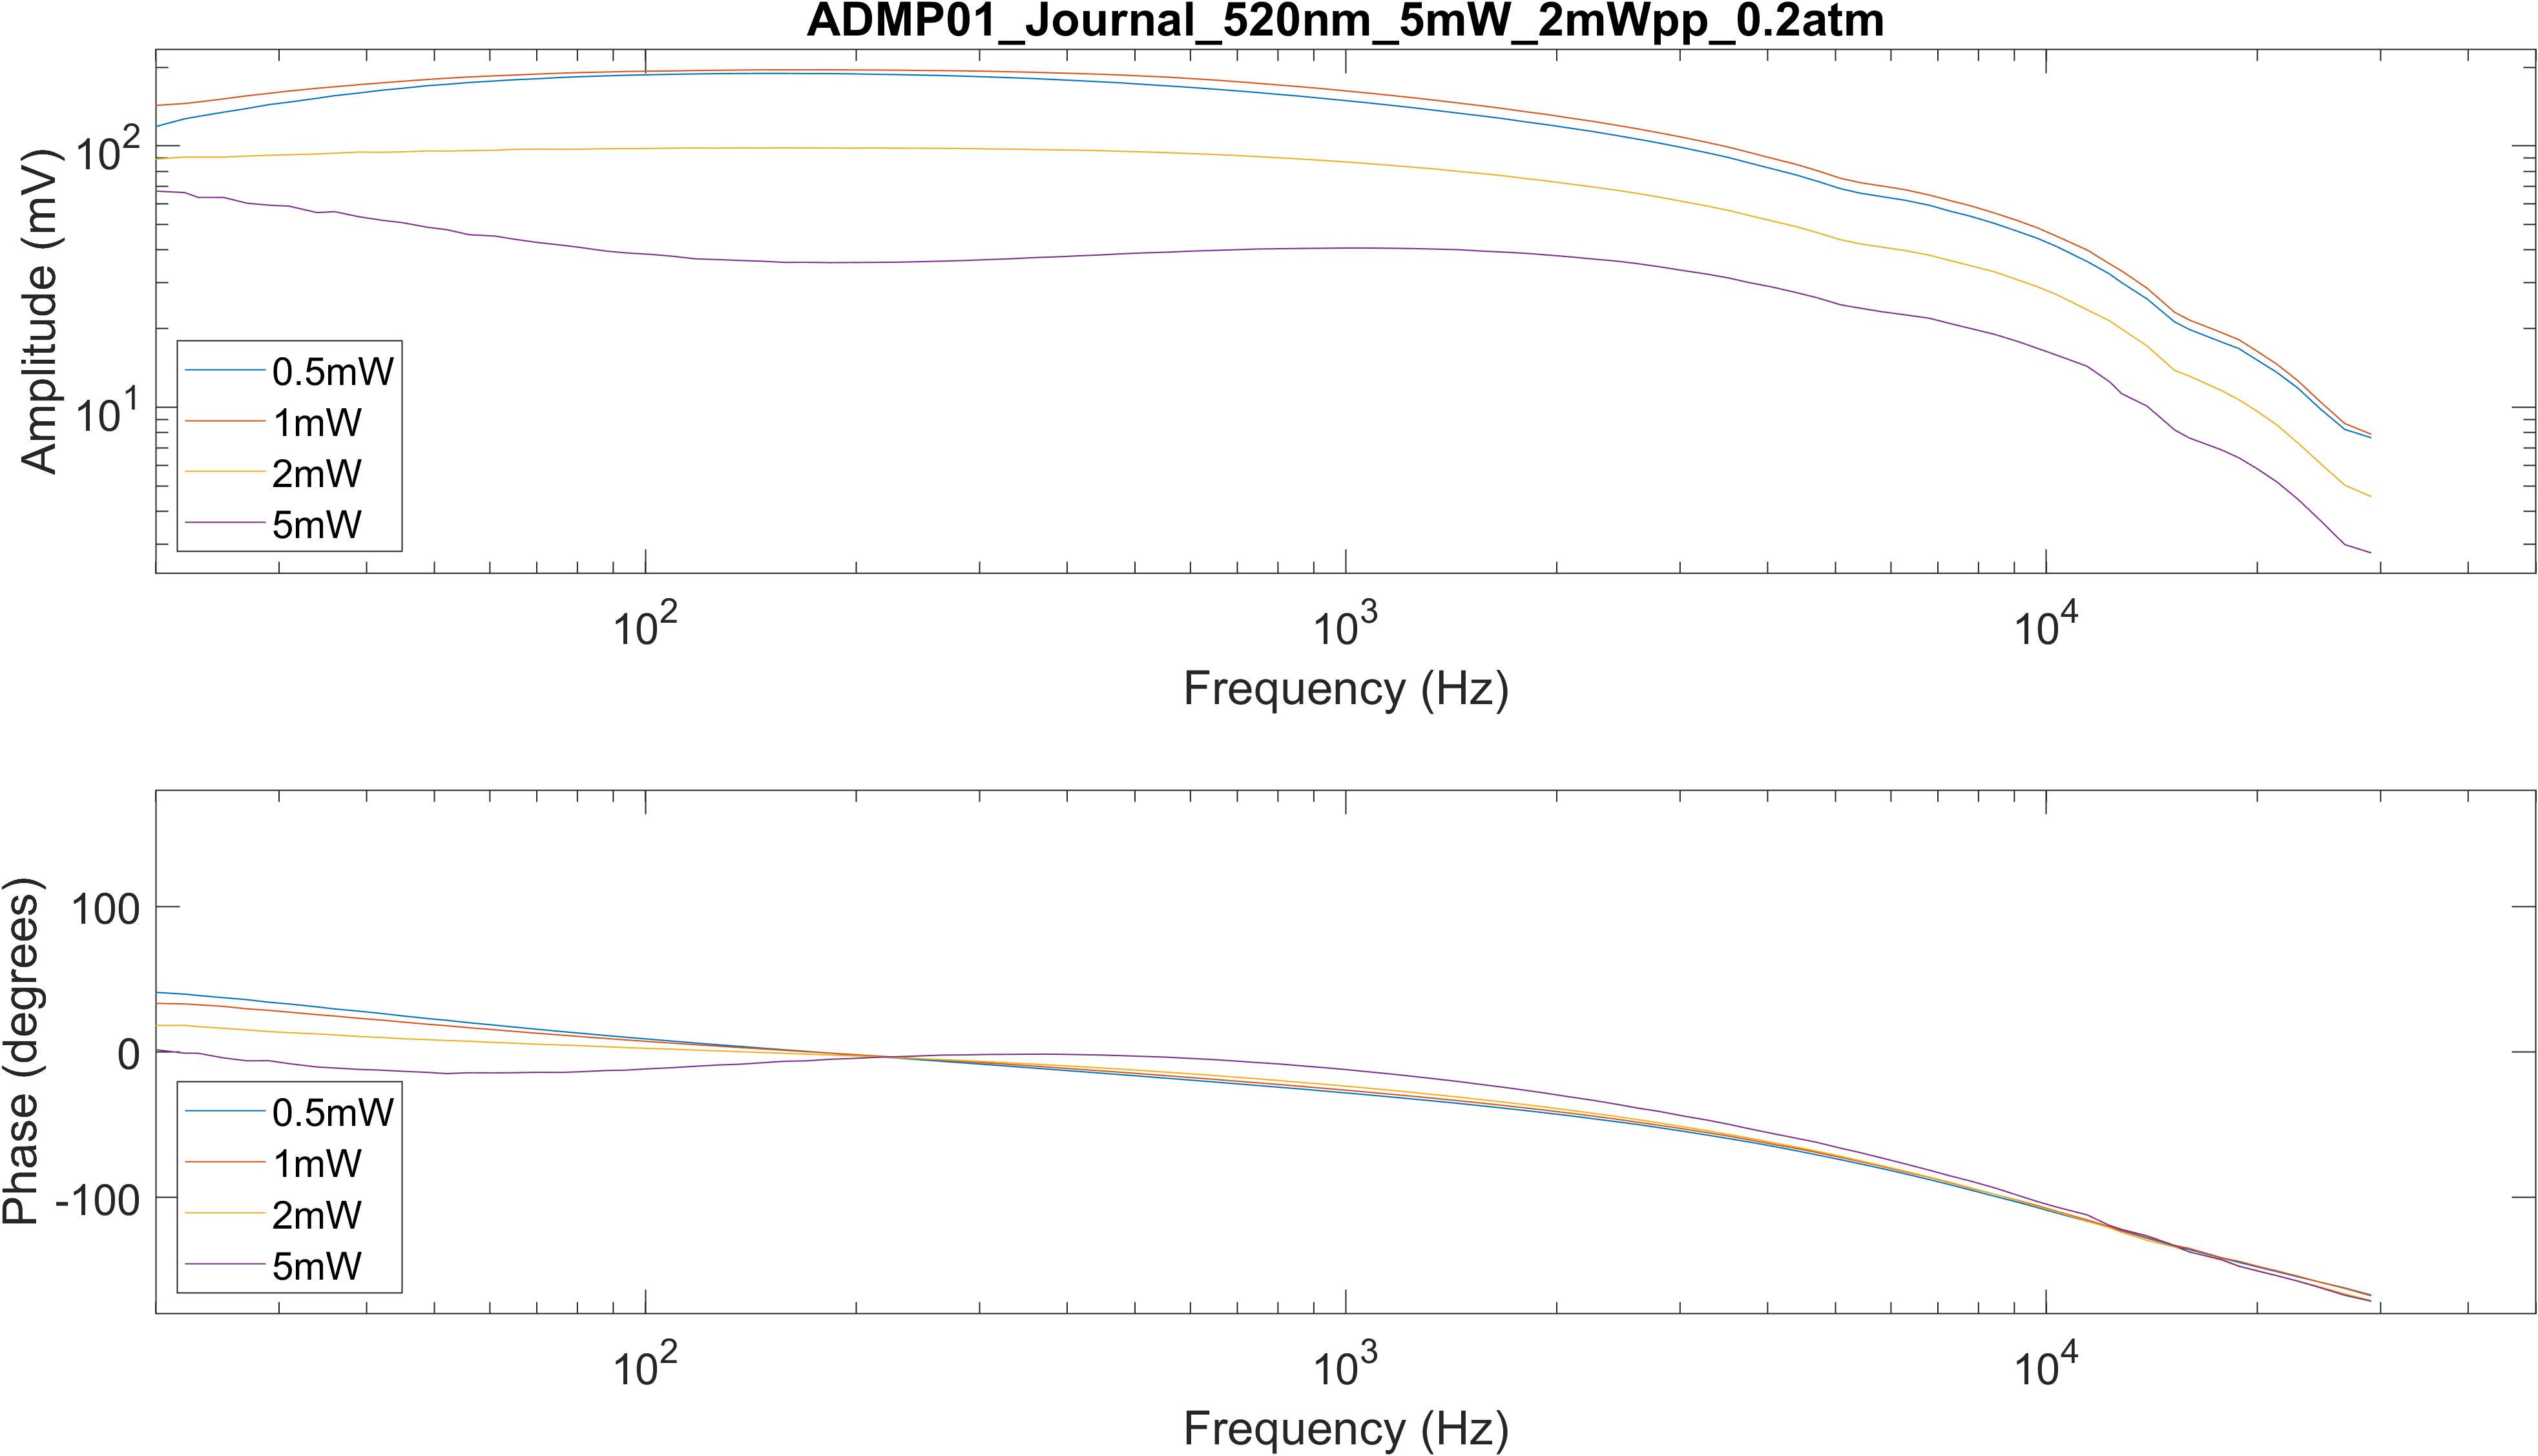 ADMP01_Journal_520nm_5mW_2mWpp_0.2atm
Amplitude (mV)
10^2
10^1
0.5mW
1mW
2mW
5mW
10^2 10^3 10^4
Frequency (Hz)
Phase (degrees)
100
0
-100
0.5mW
1mW
2mW
5mW
10^2 10^3 10^4
Frequency (Hz)